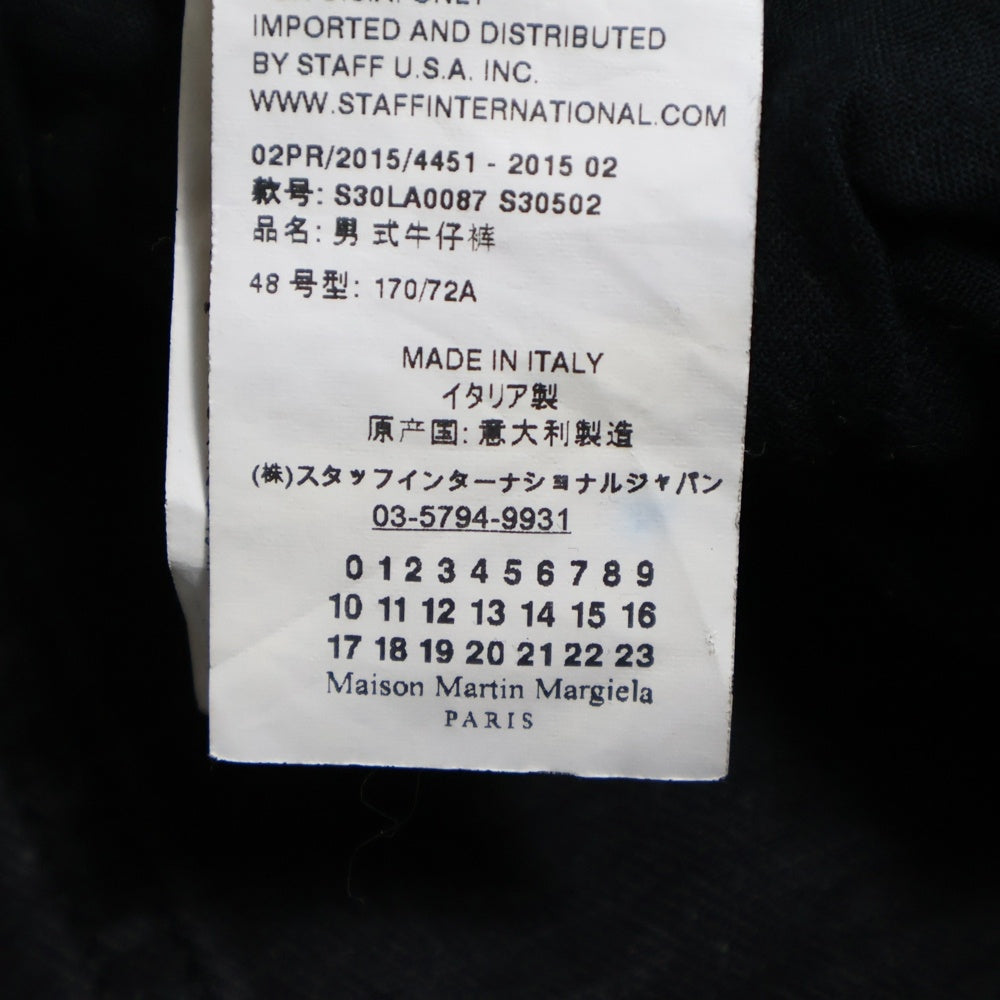 IMPORTED AND DISTRIBUTED
BY STAFF U.S.A. INC.
WWW.STAFFINTERNATIONAL.COM
02PR/2015/4451 - 2015 02
款号: S30LA0087 S30502
品名: 男式牛仔裤
48 号型: 170/72A
MADE IN ITALY
イタリア製
原产国: 意大利製造
(株)スタッフインターナショナルジャパン
03-5794-9931
0 1 2 3 4 5 6 7 8 9
10 11 12 13 14 15 16
17 18 19 20 21 22 23
Maison Martin Margiela
PARIS